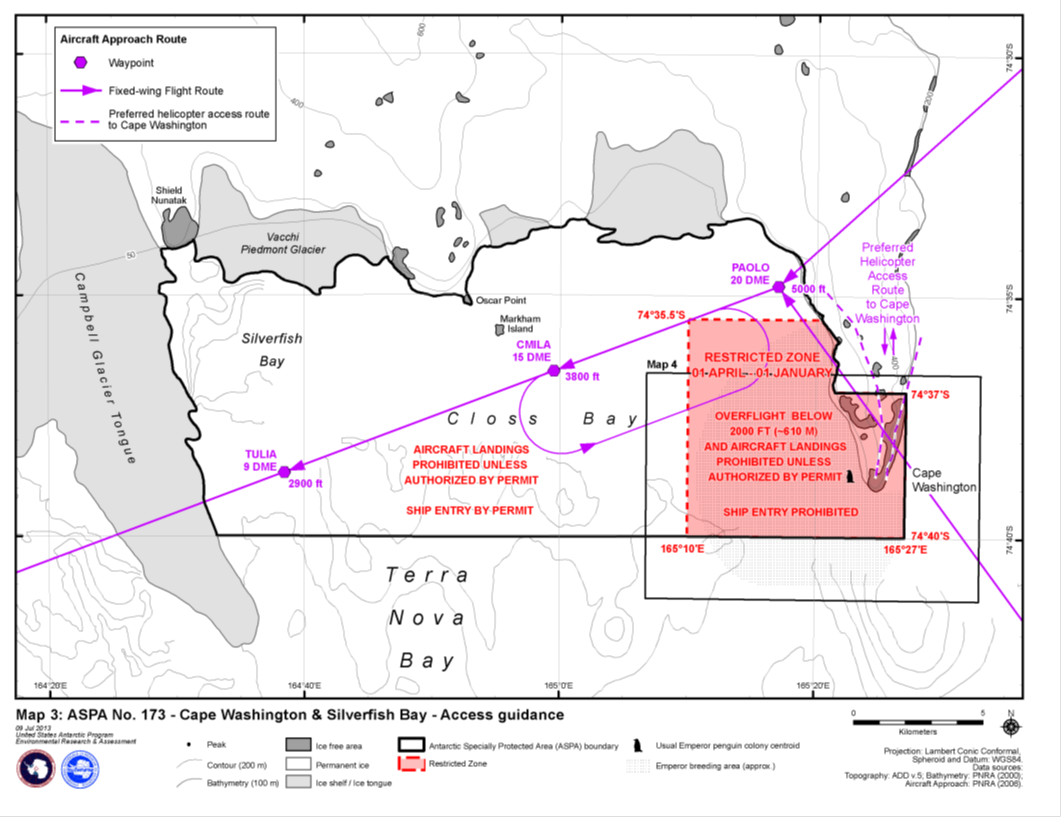 Aircraft Approach Route
Waypoint
Fixed-wing Flight Route
Preferred helicopter access route
to Cape Washington
600
400
200
74°30'S
Shield
Nunatak
Vacchi
Piedmont Glacier
50
Campbell Glacier Tongue
Silverfish
Bay
Oscar Point
Markham
Island
PAOLO
20 DME
5000 ft
Preferred
Helicopter
Access
Route
to Cape
Washington
74°35'S
74°35.5'S
CMILA
15 DME
3800 ft
Map 4
RESTRICTED ZONE
01 APRIL - 01 JANUARY
400
74°37'S
Closs Bay
OVERFLIGHT BELOW
2000 FT (~610 M)
AND AIRCRAFT LANDINGS
PROHIBITED UNLESS
AUTHORIZED BY PERMIT
SHIP ENTRY PROHIBITED
AIRCRAFT LANDINGS
PROHIBITED UNLESS
AUTHORIZED BY PERMIT
SHIP ENTRY BY PERMIT
TULIA
9 DME
2900 ft
Cape
Washington
74°40'S
74°40'S
165°10'E
165°27'E
Terra
Nova
Bay
164°20'E
164°40'E
165°0'E
165°20'E
Map 3: ASPA No. 173 - Cape Washington & Silverfish Bay - Access guidance
09 Jul 2013
United States Antarctic Program
Environmental Research & Assessment
Peak
Contour (200 m)
Bathymetry (100 m)
Ice free area
Permanent ice
Ice shelf / Ice tongue
Antarctic Specially Protected Area (ASPA) boundary
Restricted Zone
Usual Emperor penguin colony centroid
Emperor breeding area (approx.)
0 5
Kilometers
N
Projection: Lambert Conic Conformal,
Spheroid and Datum: WGS84.
Data sources:
Topography: ADD v.5; Bathymetry: PNRA (2000);
Aircraft Approach: PNRA (2006).